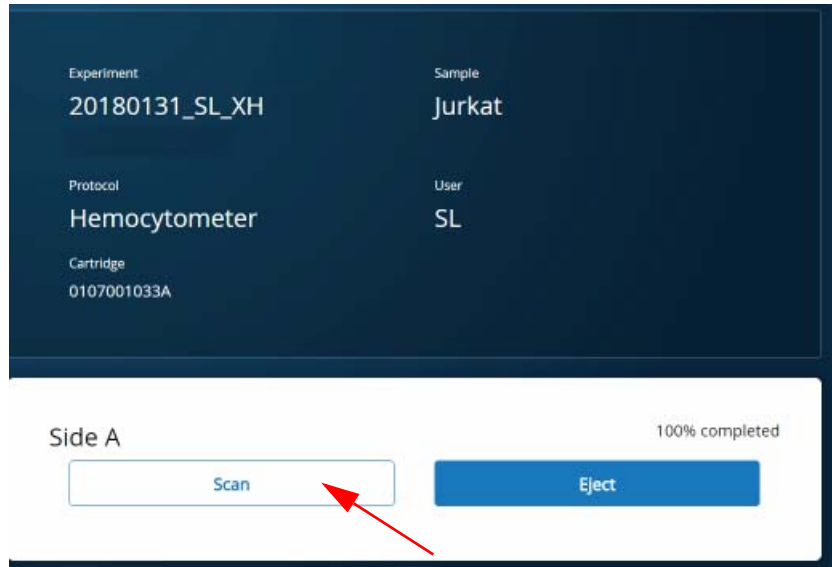 Experiment
20180131_SL_XH
Sample
Jurkat
Protocol
Hemocytometer
User
SL
Cartridge
0107001033A
Side A
100% completed
Scan
Eject